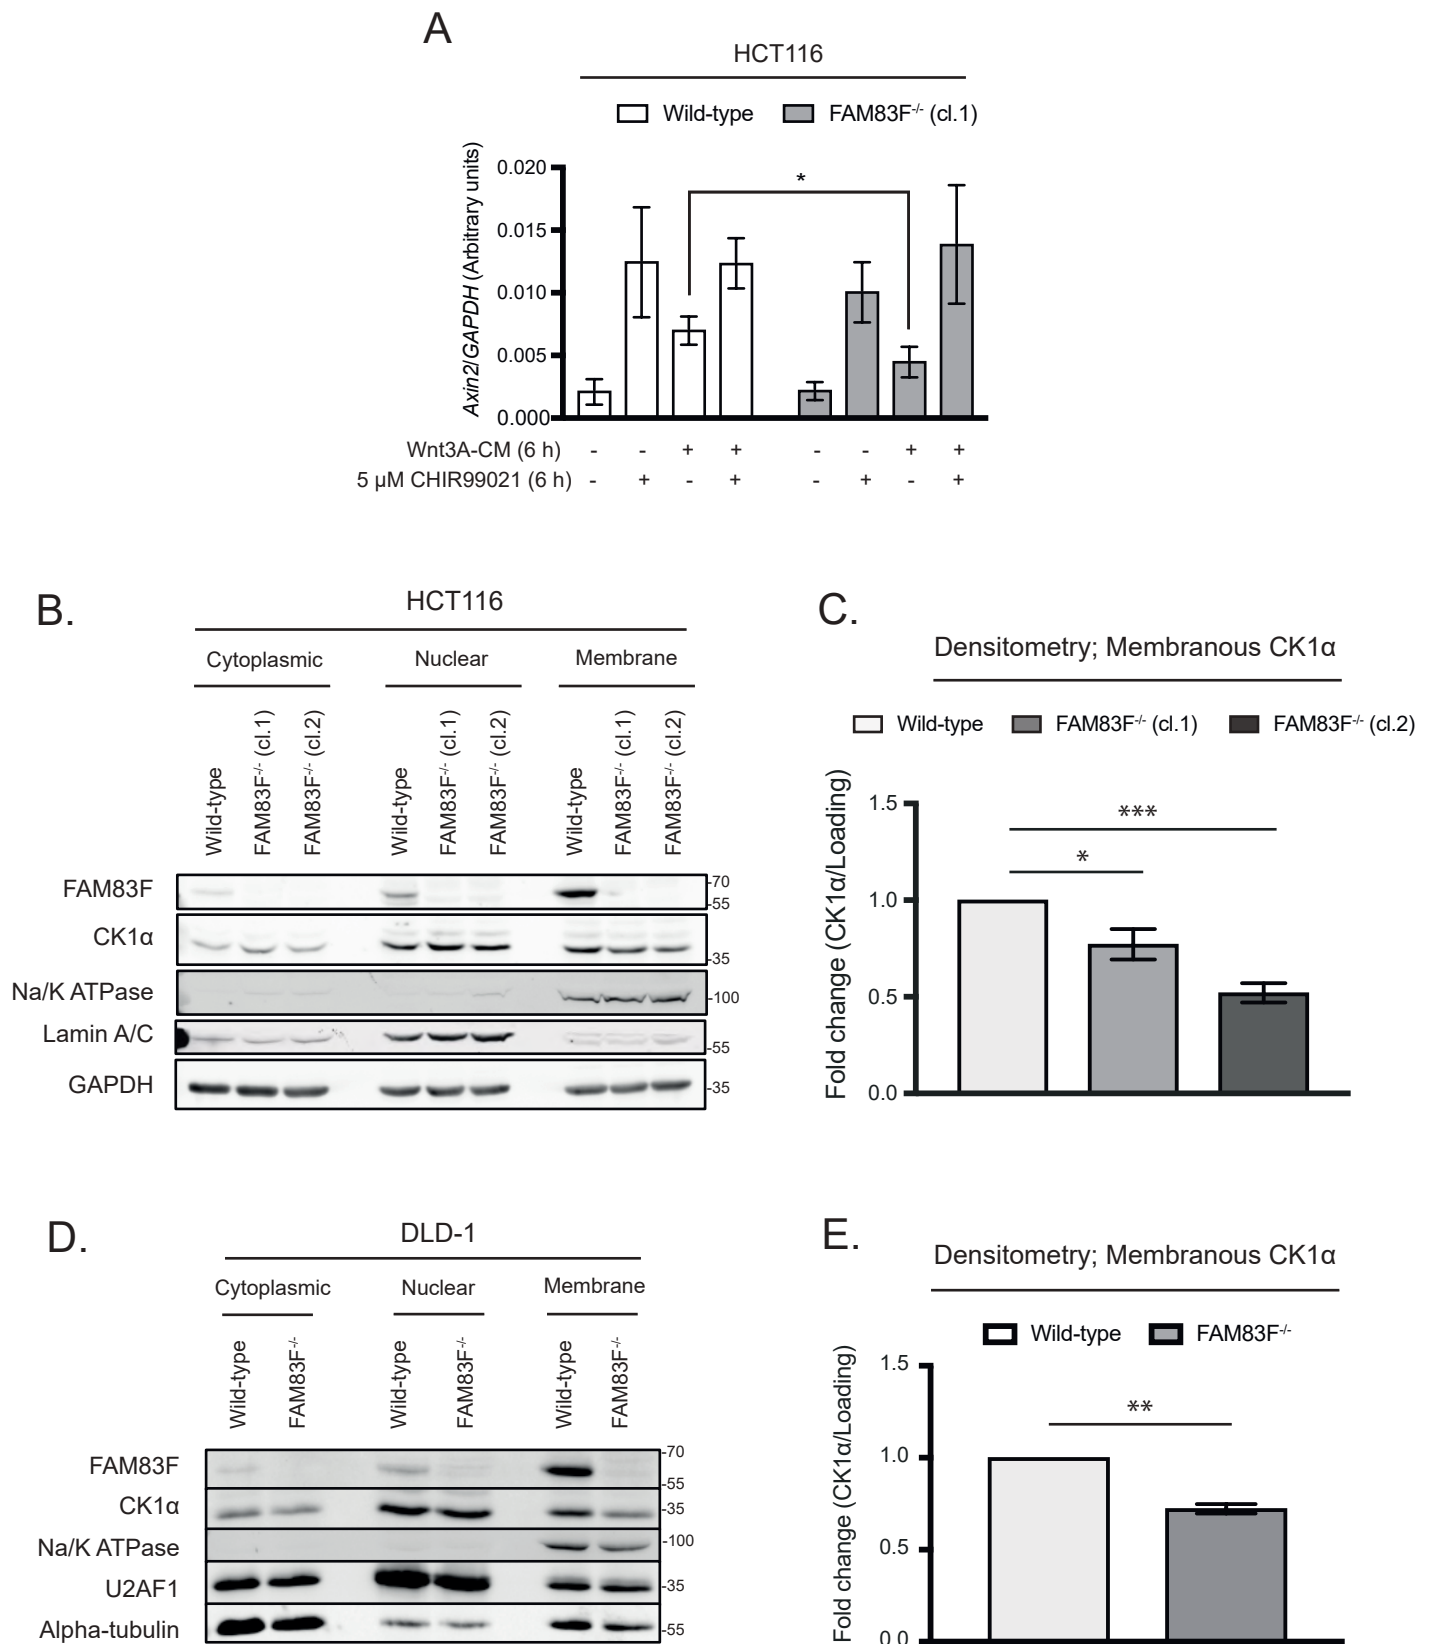 A
HCT116
Wild-type FAM83F-/- (cl.1)
*
Axin2/GAPDH (Arbitrary units)
0.020
0.015
0.010
0.005
0.000
Wnt3A-CM (6 h) - - + + - - + +
5 µM CHIR99021 (6 h) - + - + - + - +
B.
HCT116
Cytoplasmic Nuclear Membrane
Wild-type FAM83F-/- (cl.1) FAM83F-/- (cl.2) Wild-type FAM83F-/- (cl.1) FAM83F-/- (cl.2) Wild-type FAM83F-/- (cl.1) FAM83F-/- (cl.2)
FAM83F -70
-55
CK1α -35
Na/K ATPase -100
Lamin A/C -55
GAPDH -35
C.
Densitometry; Membranous CK1α
Wild-type FAM83F-/- (cl.1) FAM83F-/- (cl.2)
Fold change (CK1α/Loading)
1.5
1.0
0.5
0.0
***
*
D.
DLD-1
Cytoplasmic Nuclear Membrane
Wild-type FAM83F-/- Wild-type FAM83F-/- Wild-type FAM83F-/-
FAM83F -70
-55
CK1α -35
Na/K ATPase -100
U2AF1 -35
Alpha-tubulin -55
E.
Densitometry; Membranous CK1α
Wild-type FAM83F-/-
Fold change (CK1α/Loading)
1.5
1.0
0.5
0.0
**